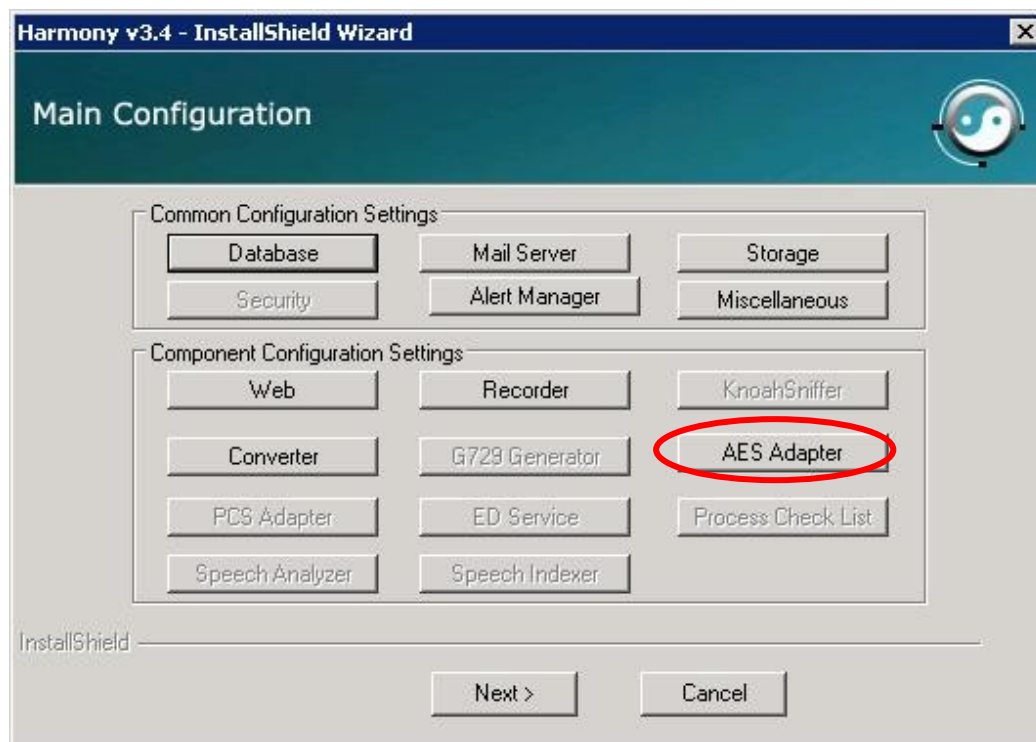 Harmony v3.4 - InstallShield Wizard
Main Configuration
Common Configuration Settings
Database
Mail Server
Storage
Security
Alert Manager
Miscellaneous
Component Configuration Settings
Web
Recorder
KnoahSniffer
Converter
G729 Generator
AES Adapter
PCS Adapter
ED Service
Process Check List
Speech Analyzer
Speech Indexer
InstallShield
Next >
Cancel